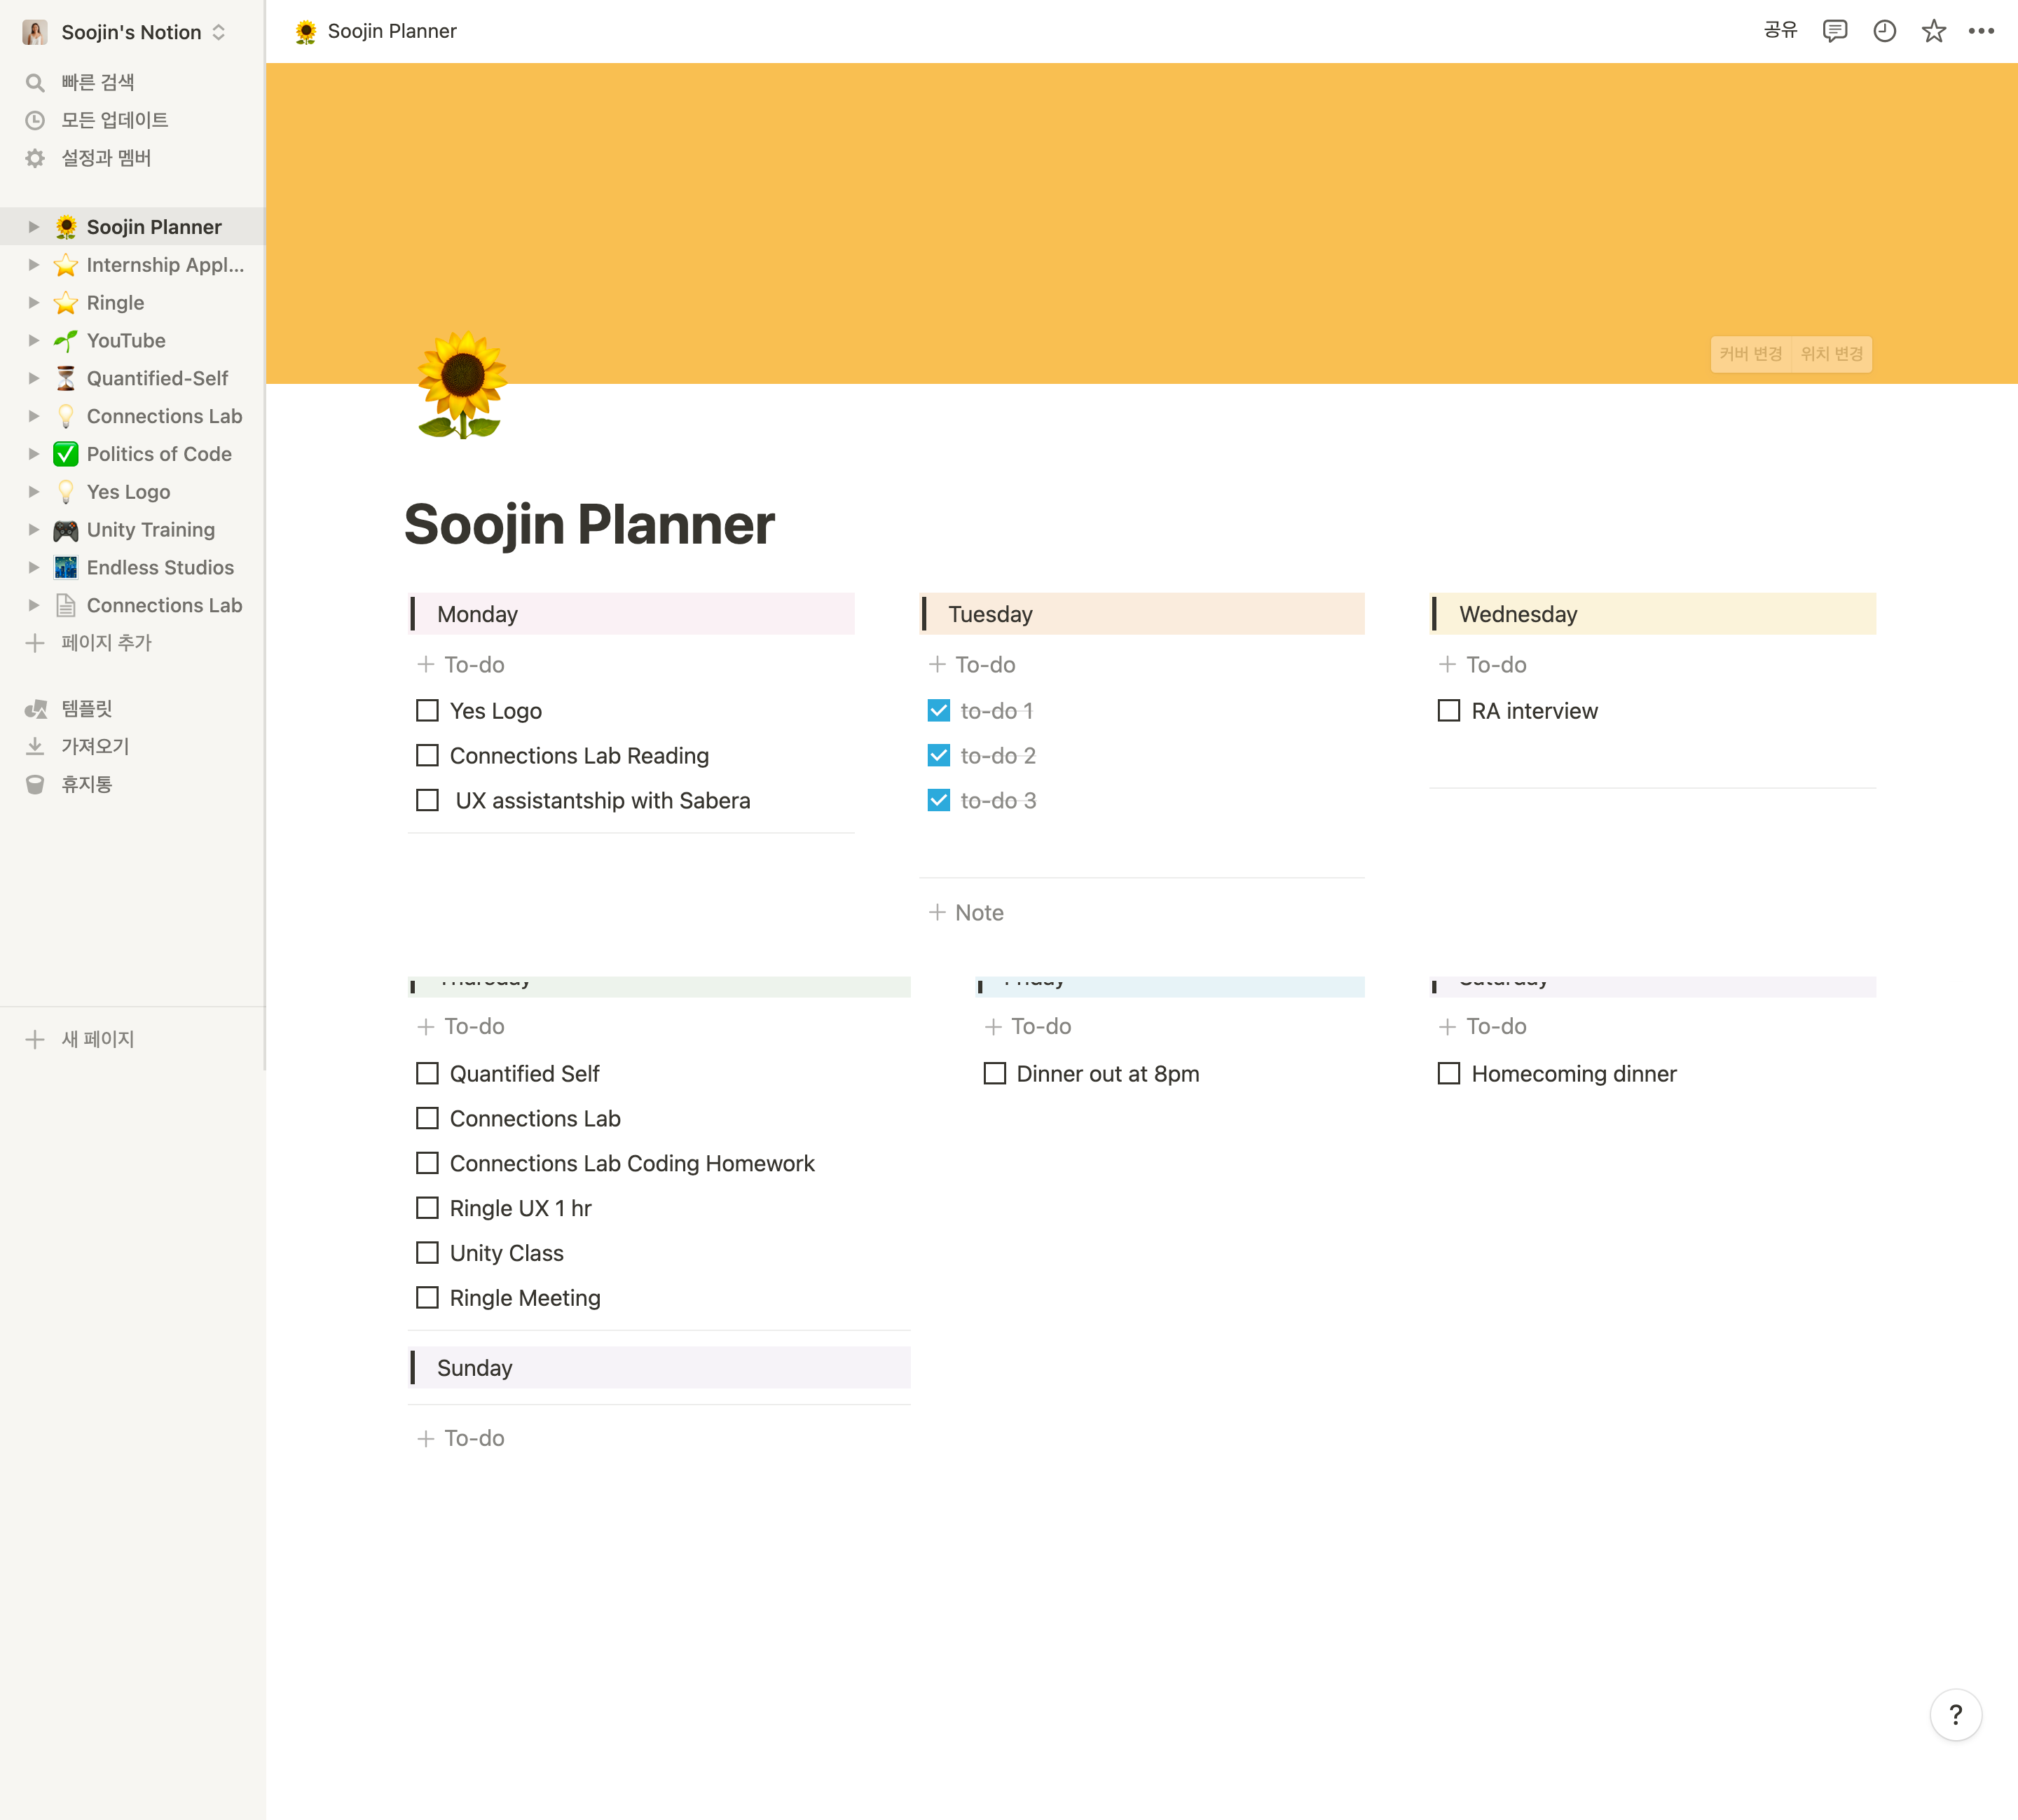 Soojin's Notion
빠른 검색
모든 업데이트
설정과 멤버
Soojin Planner
Internship Appl...
Ringle
YouTube
Quantified-Self
Connections Lab
Politics of Code
Yes Logo
Unity Training
Endless Studios
Connections Lab
페이지 추가
템플릿
가져오기
휴지통
새 페이지
Soojin Planner
공유
커버 변경 위치 변경
Soojin Planner
Monday
To-do
Yes Logo
Connections Lab Reading
UX assistantship with Sabera
Tuesday
To-do
to-do 1
to-do 2
to-do 3
Note
Wednesday
To-do
RA interview
Thursday
To-do
Quantified Self
Connections Lab
Connections Lab Coding Homework
Ringle UX 1 hr
Unity Class
Ringle Meeting
Friday
To-do
Dinner out at 8pm
Saturday
To-do
Homecoming dinner
Sunday
To-do
?